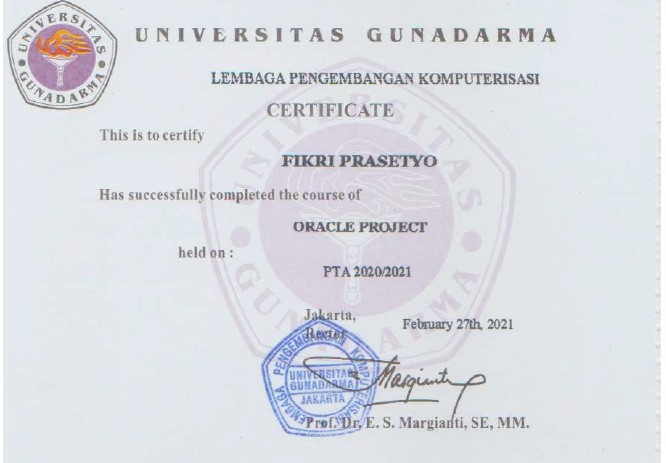 UNIVERSITAS GUNADARMA
UNIVERSITAS GUNADARMA
LEMBAGA PENGEMBANGAN KOMPUTERISASI
CERTIFICATE
This is to certify
FIKRI PRASETYO
Has successfully completed the course of
ORACLE PROJECT
held on :
PTA 2020/2021
UNIVERSITAS GUNADARMA
Jakarta,
February 27th, 2021
Rector
LEMBAGA PENGEMBANGAN KOMPUTERISASI
UNIVERSITAS
GUNADARMA
JAKARTA
Margianti
Prof. Dr. E. S. Margianti, SE, MM.